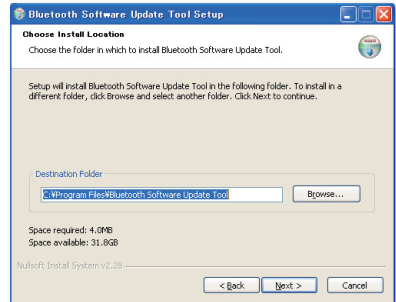 Bluetooth Software Update Tool Setup
Choose Install Location
Choose the folder in which to install Bluetooth Software Update Tool.
Setup will install Bluetooth Software Update Tool in the following folder. To install in a
different folder, click Browse and select another folder. Click Next to continue.
Destination Folder
C:¥Program Files¥Bluetooth Software Update Tool
Browse...
Space required: 4.0MB
Space available: 31.8GB
Nullsoft Install System v2.28
< Back
Next >
Cancel